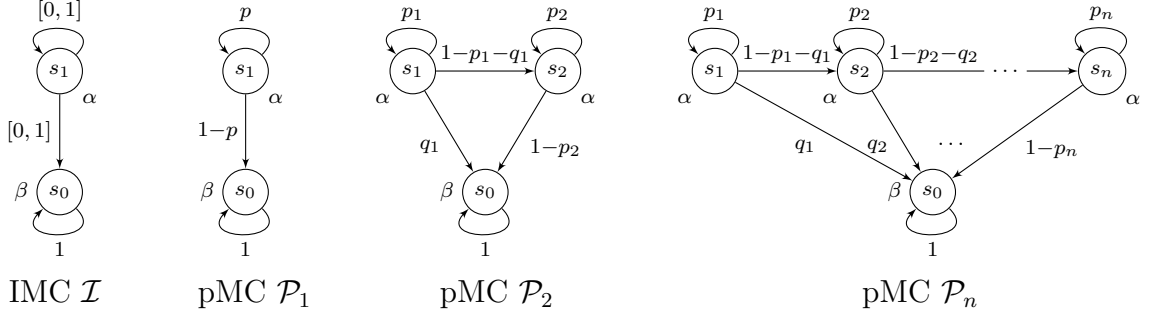 [0, 1] p p₁ p₂ p₁ p₂ pₙ
s₁ s₁ s₁ 1−p₁−q₁ s₂ s₁ 1−p₁−q₁ s₂ 1−p₂−q₂ ··· sₙ
α α α α α α α
[0, 1] 1−p q₁ 1−p₂ q₁ q₂ ··· 1−pₙ
β s₀ β s₀ β s₀ β s₀
1 1 1 1
IMC 𝓘 pMC 𝓟₁ pMC 𝓟₂ pMC 𝓟ₙ